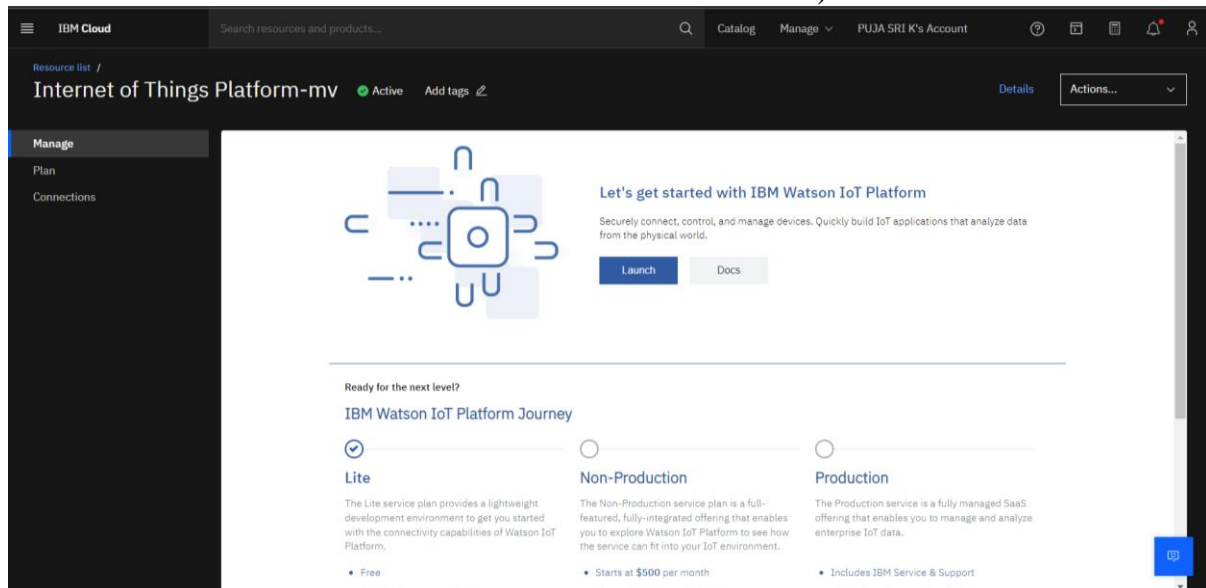 IBM Cloud
Search resources and products...
Catalog
Manage
PUJA SRI K's Account
Resource list /
Internet of Things Platform-mv
Active
Add tags
Details
Actions...
Manage
Plan
Connections
Let's get started with IBM Watson IoT Platform
Securely connect, control, and manage devices. Quickly build IoT applications that analyze data
from the physical world.
Launch
Docs
Ready for the next level?
IBM Watson IoT Platform Journey
Lite
The Lite service plan provides a lightweight
development environment to get you started
with the connectivity capabilities of Watson IoT
Platform.
• Free
Non-Production
The Non-Production service plan is a full-
featured, fully-integrated offering that enables
you to explore Watson IoT Platform to see how
the service can fit into your IoT environment.
• Starts at $500 per month
Production
The Production service is a fully managed SaaS
offering that enables you to manage and analyze
enterprise IoT data.
• Includes IBM Service & Support